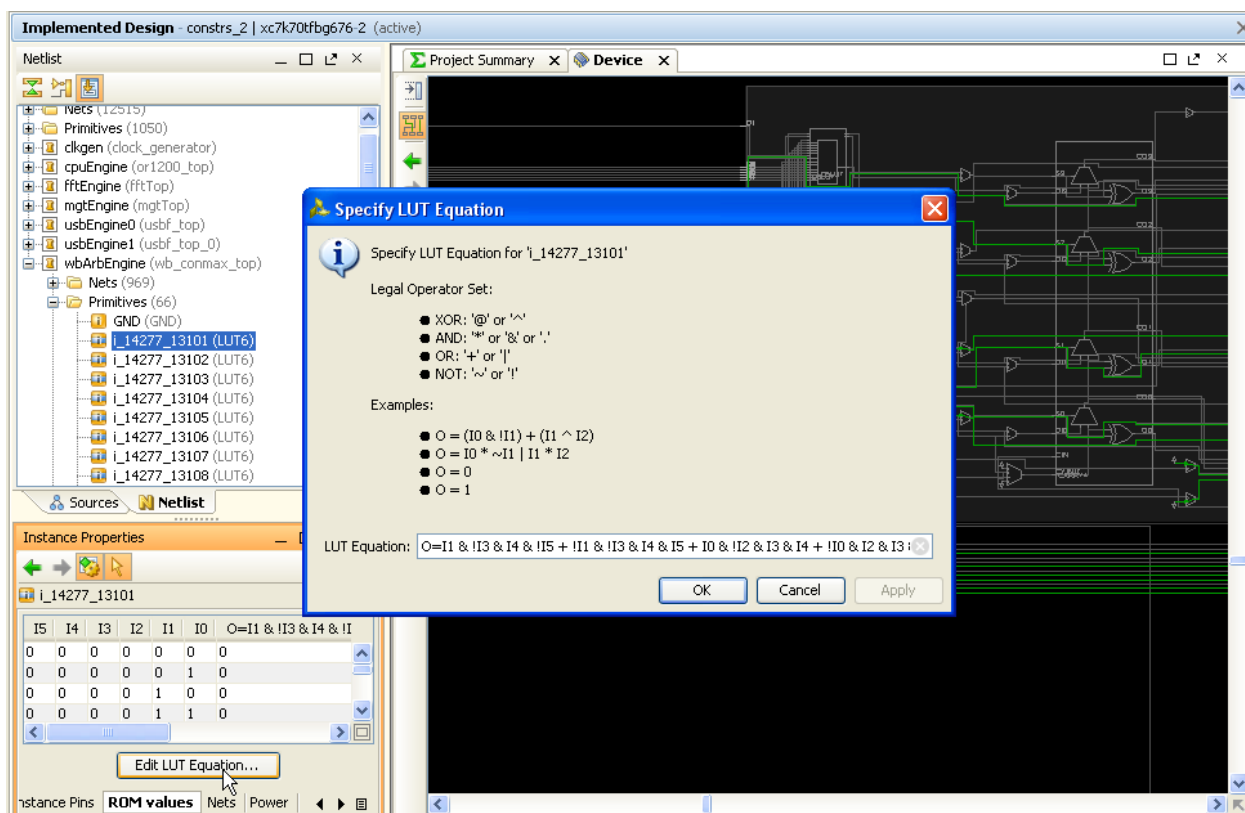 Implemented Design - constrs_2 | xc7k70tfbg676-2 (active)
Netlist
Project Summary
Device
Nets (12515)
Primitives (1050)
clkgen (clock_generator)
cpuEngine (or1200_top)
fftEngine (fftTop)
mgtEngine (mgtTop)
usbEngine0 (usbf_top)
usbEngine1 (usbf_top_0)
wbArbEngine (wb_conmax_top)
Nets (969)
Primitives (66)
GND (GND)
i_14277_13101 (LUT6)
i_14277_13102 (LUT6)
i_14277_13103 (LUT6)
i_14277_13104 (LUT6)
i_14277_13105 (LUT6)
i_14277_13106 (LUT6)
i_14277_13107 (LUT6)
i_14277_13108 (LUT6)
Sources Netlist
Specify LUT Equation
Specify LUT Equation for 'i_14277_13101'
Legal Operator Set:
XOR: '@' or '^'
AND: '*' or '&' or '.'
OR: '+' or '|'
NOT: '~' or '!'
Examples:
O = (I0 & !I1) + (I1 ^ I2)
O = I0 * ~I1 | I1 * I2
O = 0
O = 1
LUT Equation: O=I1 & !I3 & I4 & !I5 + !I1 & !I3 & I4 & I5 + I0 & !I2 & I3 & I4 + !I0 & I2 & I3
OK Cancel Apply
Instance Properties
i_14277_13101
I5 I4 I3 I2 I1 I0 O=I1 & !I3 & I4 & !I
0 0 0 0 0 0 0
0 0 0 0 0 1 0
0 0 0 0 1 0 0
0 0 0 0 1 1 0
Edit LUT Equation...
nstance Pins ROM values Nets Power